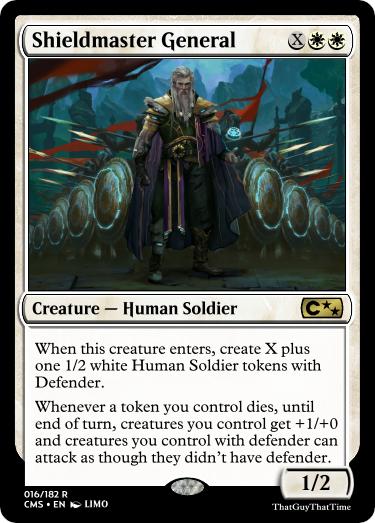 Shieldmaster General X
Creature — Human Soldier C
When this creature enters, create X plus
one 1/2 white Human Soldier tokens with
Defender.
Whenever a token you control dies, until
end of turn, creatures you control get +1/+0
and creatures you control with defender can
attack as though they didn't have defender.
1/2
016/182 R
CMS • EN LIMO
ThatGuyThatTime